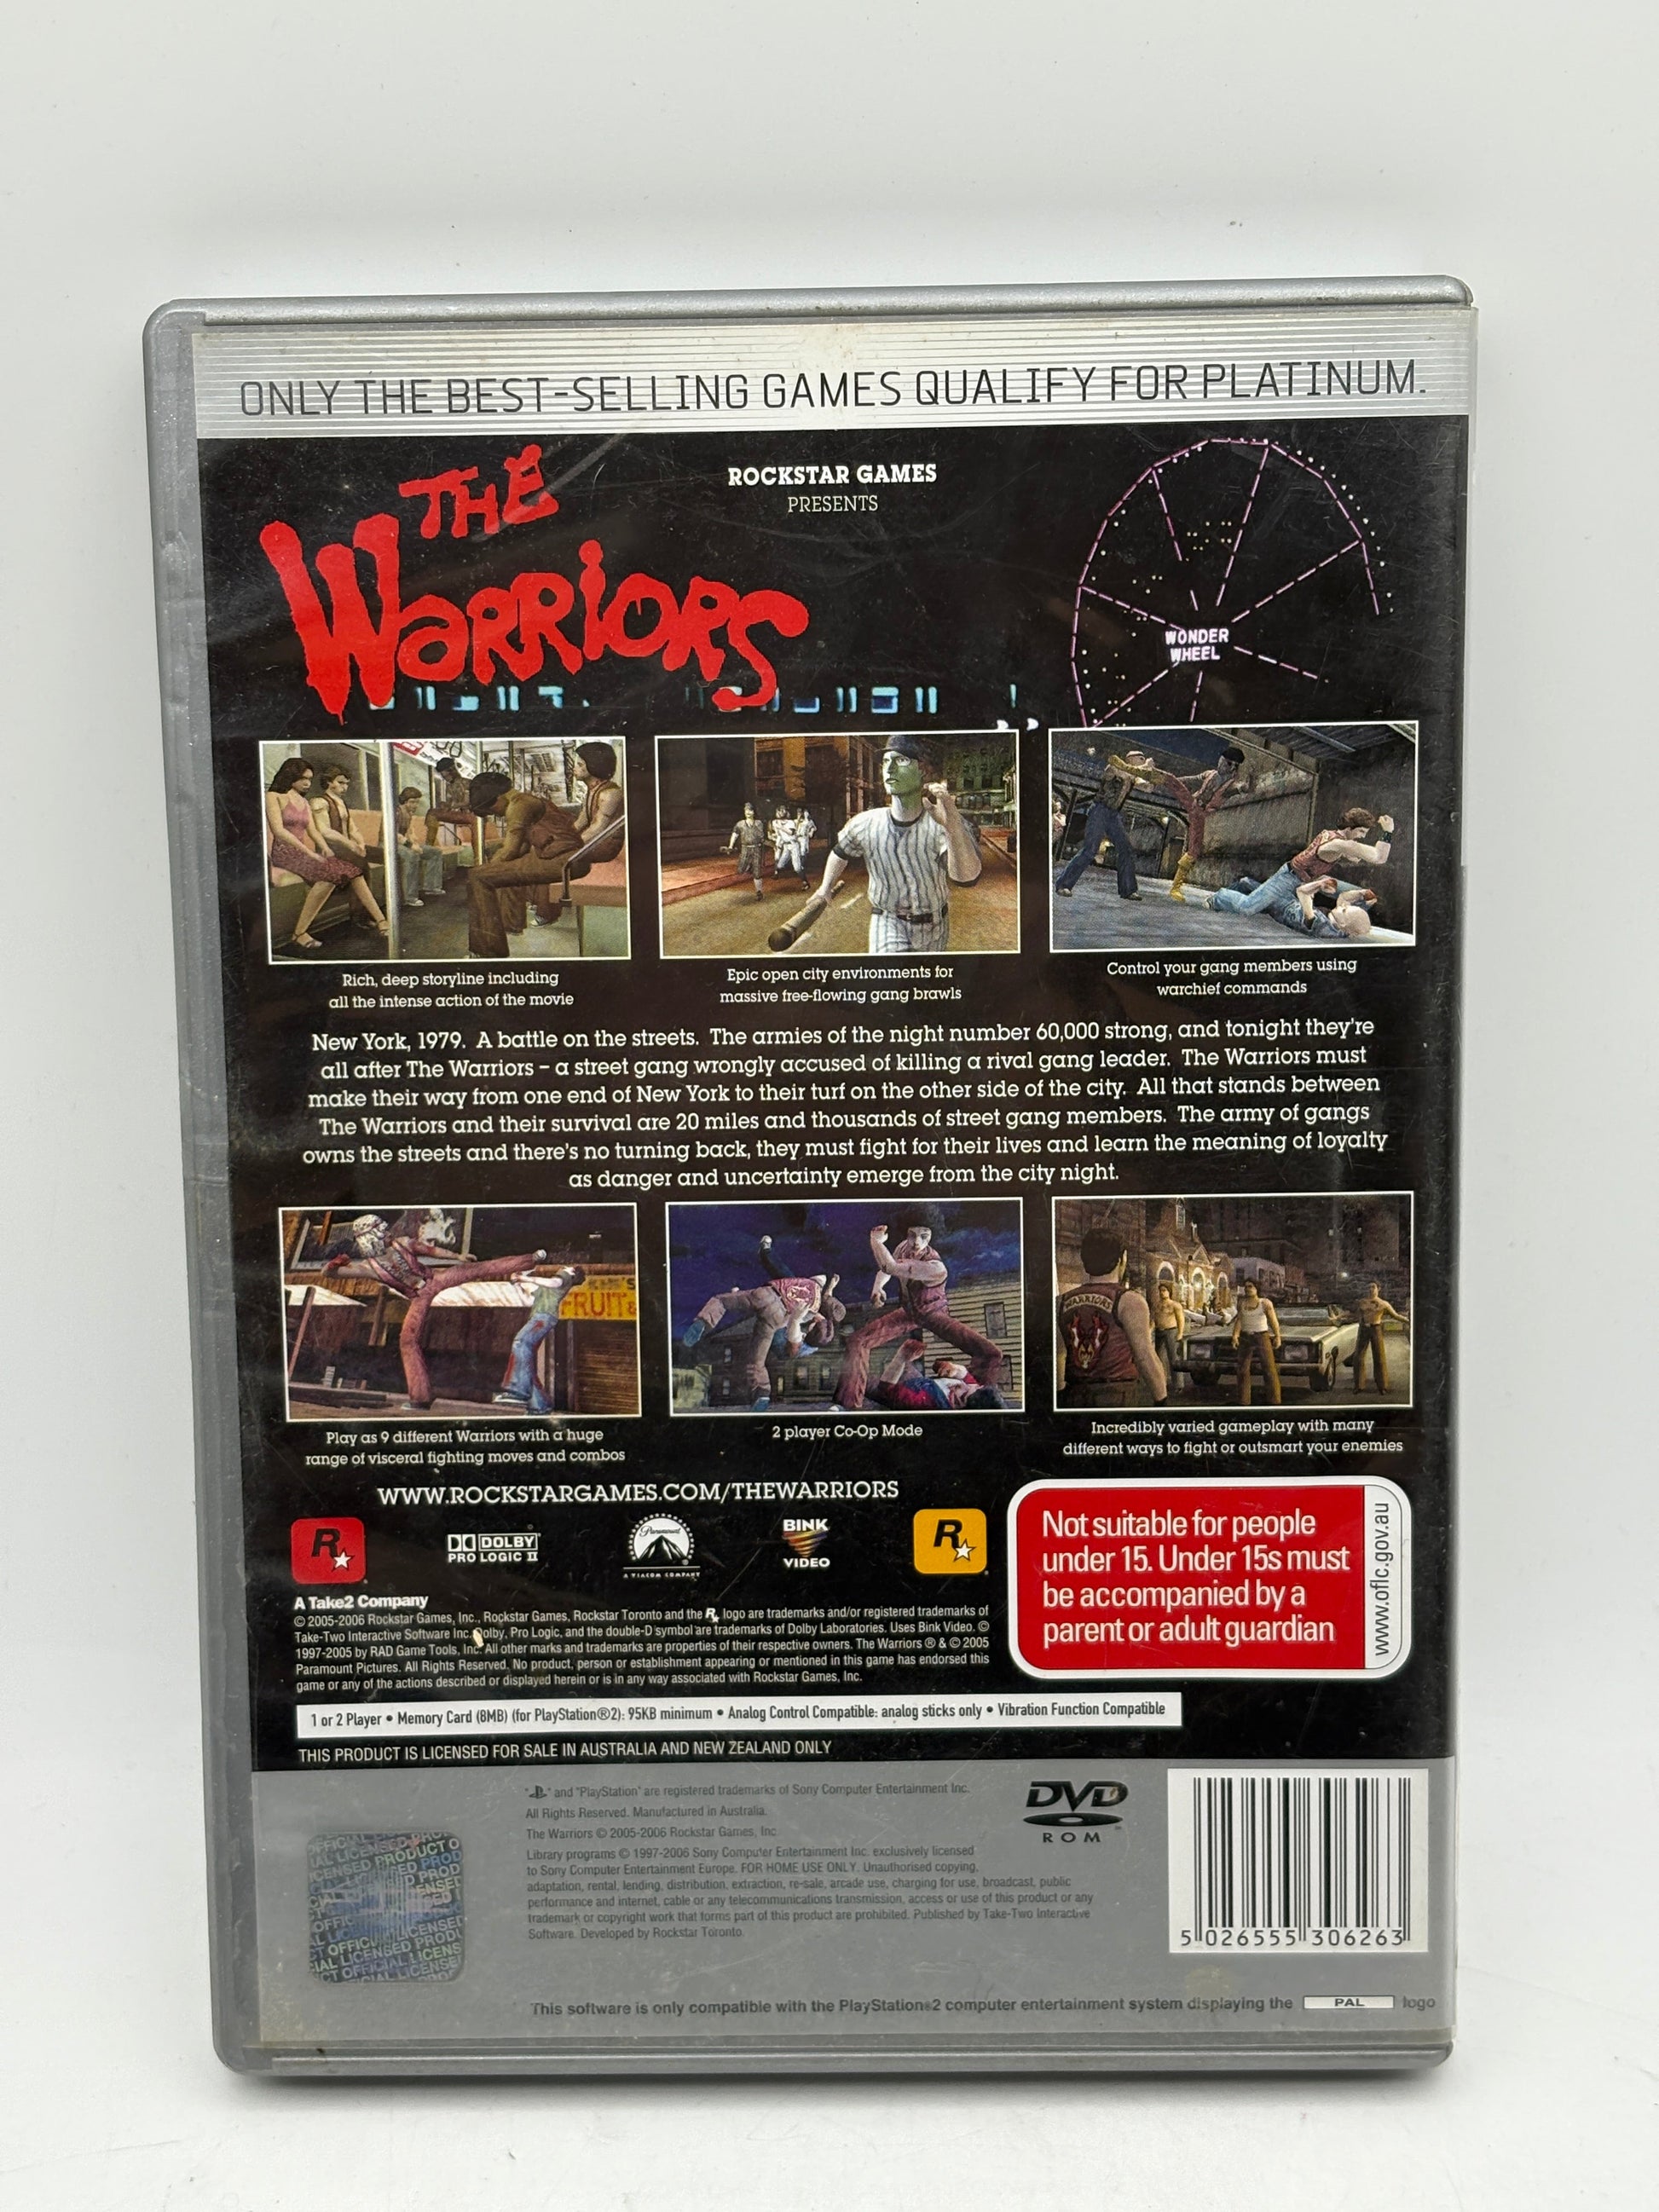 ONLY THE BEST-SELLING GAMES QUALIFY FOR PLATINUM.
THE
WARRIORS
ROCKSTAR GAMES
PRESENTS
WONDER
WHEEL
Rich, deep storyline including
all the intense action of the movie
Epic open city environments for
massive free-flowing gang brawls
Control your gang members using
warchief commands
New York, 1979. A battle on the streets. The armies of the night number 60,000 strong, and tonight they're
all after The Warriors – a street gang wrongly accused of killing a rival gang leader. The Warriors must
make their way from one end of New York to their turf on the other side of the city. All that stands between
The Warriors and their survival are 20 miles and thousands of street gang members. The army of gangs
owns the streets and there's no turning back, they must fight for their lives and learn the meaning of loyalty
as danger and uncertainty emerge from the city night.
FRUIT
WARRIORS
Play as 9 different Warriors with a huge
range of visceral fighting moves and combos
2 player Co-Op Mode
Incredibly varied gameplay with many
different ways to fight or outsmart your enemies
WWW.ROCKSTARGAMES.COM/THEWARRIORS
R
DOLBY
PRO LOGIC II
Paramount
A VIACOM COMPANY
BINK
VIDEO
R
Not suitable for people
under 15. Under 15s must
be accompanied by a
parent or adult guardian
www.oflc.gov.au
A Take2 Company
© 2005-2006 Rockstar Games, Inc., Rockstar Games, Rockstar Toronto and the R logo are trademarks and/or registered trademarks of
Take-Two Interactive Software Inc. Dolby, Pro Logic, and the double-D symbol are trademarks of Dolby Laboratories. Uses Bink Video. ©
1997-2005 by RAD Game Tools, Inc. All other marks and trademarks are properties of their respective owners. The Warriors ® & © 2005
Paramount Pictures. All Rights Reserved. No product, person or establishment appearing or mentioned in this game has endorsed this
game or any of the actions described or displayed herein or is in any way associated with Rockstar Games, Inc.
1 or 2 Player • Memory Card (8MB) (for PlayStation®2): 95KB minimum • Analog Control Compatible: analog sticks only • Vibration Function Compatible
THIS PRODUCT IS LICENSED FOR SALE IN AUSTRALIA AND NEW ZEALAND ONLY
" " and "PlayStation" are registered trademarks of Sony Computer Entertainment Inc.
All Rights Reserved. Manufactured in Australia.
The Warriors © 2005-2006 Rockstar Games, Inc
Library programs © 1997-2006 Sony Computer Entertainment Inc. exclusively licensed
to Sony Computer Entertainment Europe. FOR HOME USE ONLY. Unauthorised copying,
adaptation, rental, lending, distribution, extraction, re-sale, arcade use, charging for use, broadcast, public
performance and internet, cable or any telecommunications transmission, access or use of this product or any
trademark or copyright work that forms part of this product are prohibited. Published by Take-Two Interactive
Software. Developed by Rockstar Toronto.
DVD
ROM
5 026555 306263
This software is only compatible with the PlayStation®2 computer entertainment system displaying the PAL logo